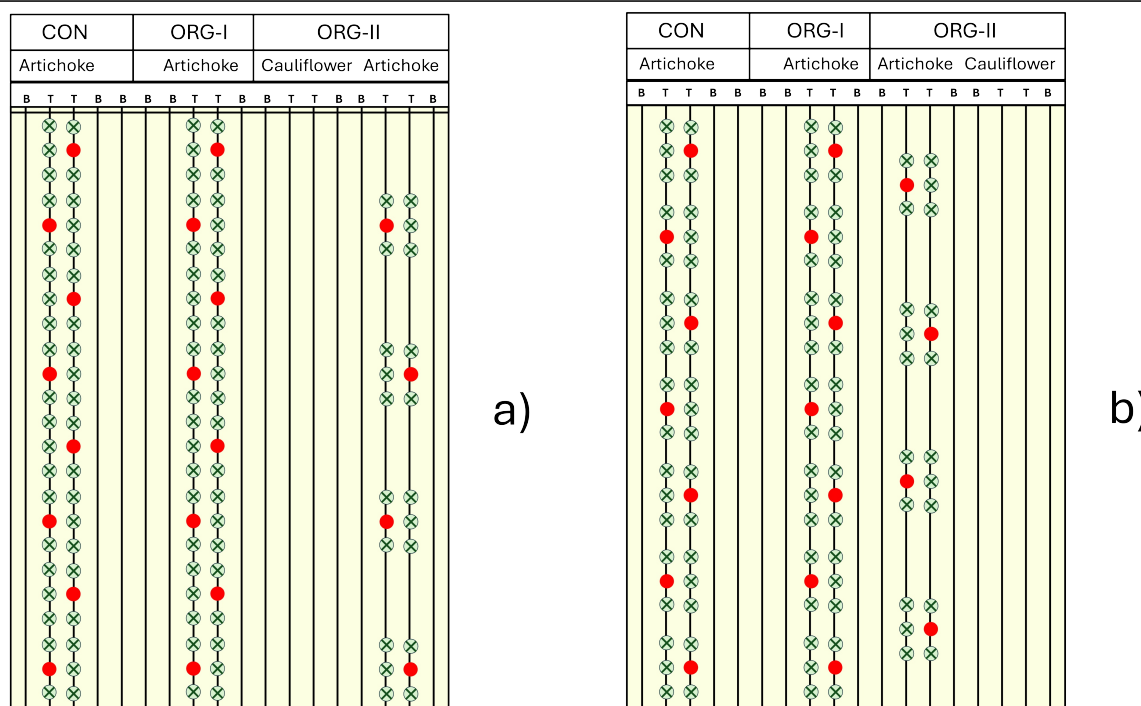 CON ORG-I ORG-II
Artichoke Artichoke Cauliflower Artichoke
B T T B B B B T T B B T T B B T T B
a)
CON ORG-I ORG-II
Artichoke Artichoke Artichoke Cauliflower
B T T B B B B T T B B T T B B T T B
b)